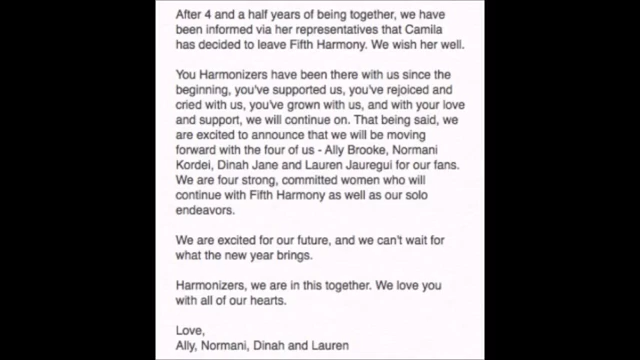 After 4 and a half years of being together, we have
been informed via her representatives that Camila
has decided to leave Fifth Harmony. We wish her well.
You Harmonizers have been there with us since the
beginning, you've supported us, you've rejoiced and
cried with us, you've grown with us, and with your love
and support, we will continue on. That being said, we
are excited to announce that we will be moving
forward with the four of us - Ally Brooke, Normani
Kordei, Dinah Jane and Lauren Jauregui for our fans.
We are four strong, committed women who will
continue with Fifth Harmony as well as our solo
endeavors.
We are excited for our future, and we can't wait for
what the new year brings.
Harmonizers, we are in this together. We love you
with all of our hearts.
Love,
Ally, Normani, Dinah and Lauren